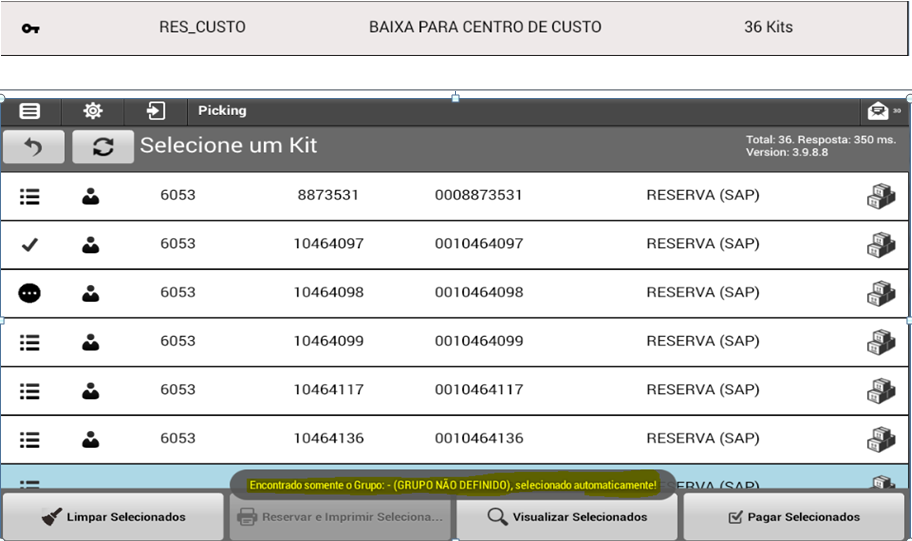 RES_CUSTO BAIXA PARA CENTRO DE CUSTO 36 Kits
Picking
Selecione um Kit
Total: 36. Resposta: 350 ms.
Version: 3.9.8.8
6053 8873531 0008873531 RESERVA (SAP)
6053 10464097 0010464097 RESERVA (SAP)
6053 10464098 0010464098 RESERVA (SAP)
6053 10464099 0010464099 RESERVA (SAP)
6053 10464117 0010464117 RESERVA (SAP)
6053 10464136 0010464136 RESERVA (SAP)
Encontrado somente o Grupo: - (GRUPO NÃO DEFINIDO), selecionado automaticamente!
Limpar Selecionados
Reservar e Imprimir Seleciona...
Visualizar Selecionados
Pagar Selecionados